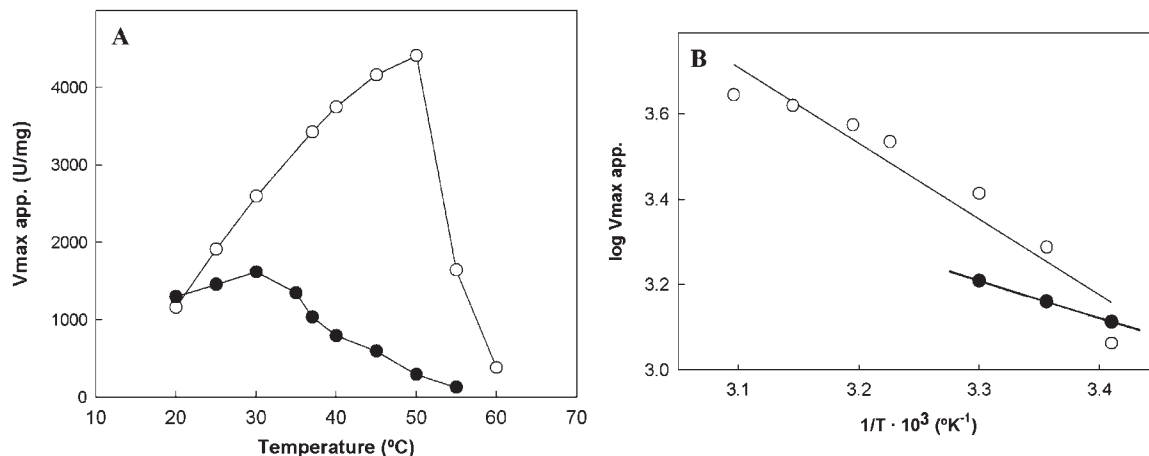 A
Vmax app. (U/mg)
4000
3000
2000
1000
0
10 20 30 40 50 60 70
Temperature (ºC)
B
log Vmax app.
3.6
3.4
3.2
3.0
3.1 3.2 3.3 3.4
1/T · 10³ (ºK⁻¹)